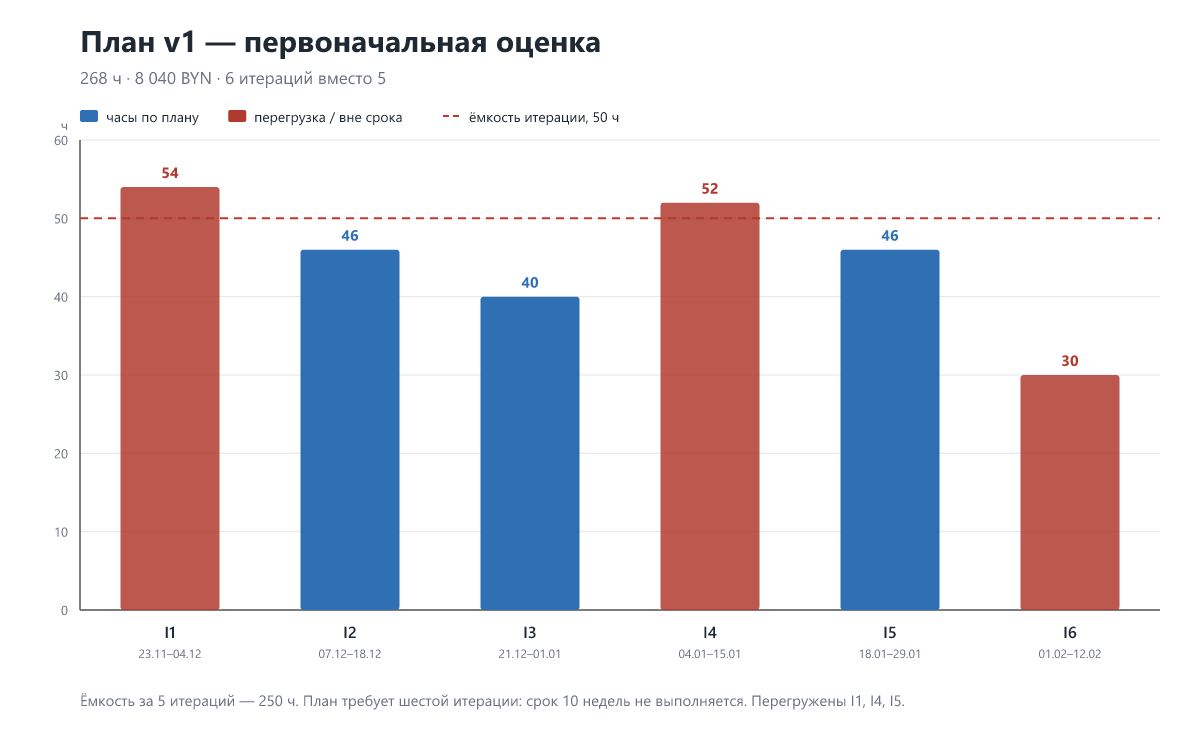 План v1 — первоначальная оценка
268 ч · 8 040 BYN · 6 итераций вместо 5
часы по плану перегрузка / вне срока ёмкость итерации, 50 ч
ч
60
54
52
50
46
46
40
40
30
30
20
10
0
I1 I2 I3 I4 I5 I6
23.11–04.12 07.12–18.12 21.12–01.01 04.01–15.01 18.01–29.01 01.02–12.02
Ёмкость за 5 итераций — 250 ч. План требует шестой итерации: срок 10 недель не выполняется. Перегружены I1, I4, I5.